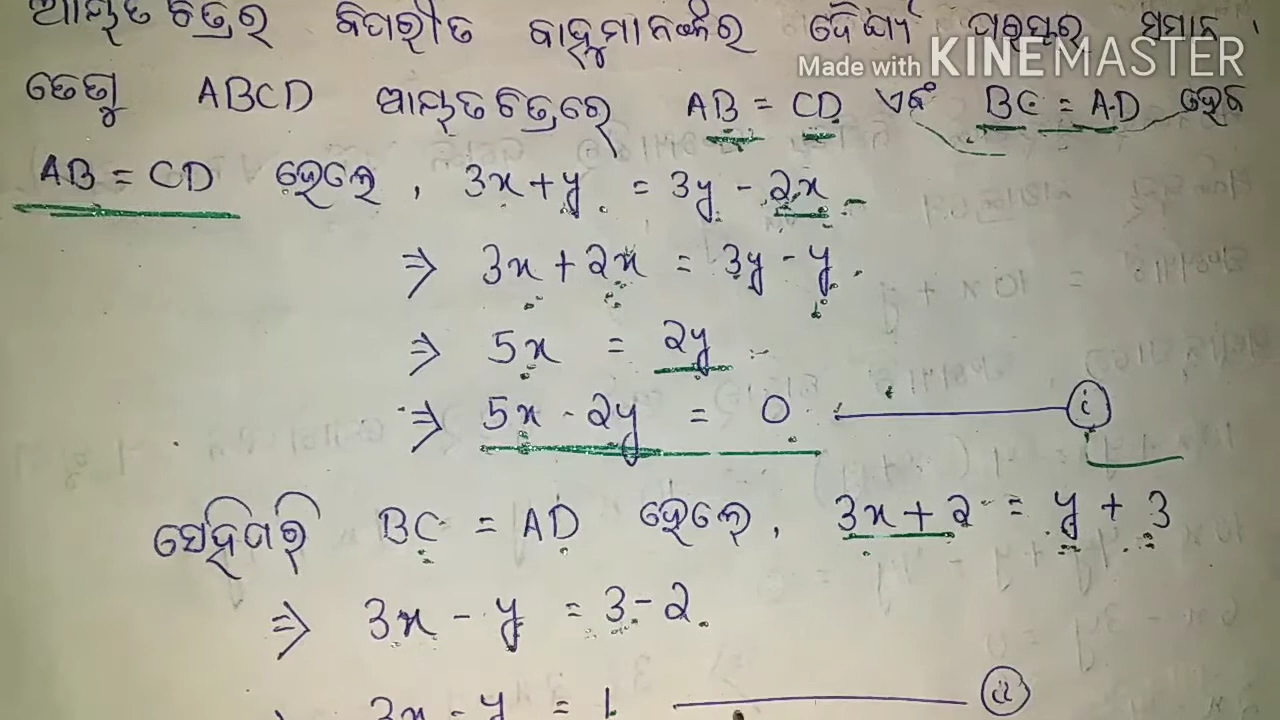 ଆୟତଚିତ୍ରର ବିପରୀତ ବାହୁମାନଙ୍କର ଦୈର୍ଘ୍ୟ ପରସ୍ପର ସମାନ ।
Made with KINEMASTER
ତେଣୁ ABCD ଆୟତଚିତ୍ରରେ AB = CD ଏବଂ BC = AD ହେବ
AB = CD ହେଲେ , 3x + y = 3y - 2x
⇒ 3x + 2x = 3y - y .
⇒ 5x = 2y
⇒ 5x - 2y = 0 ——— i
ସେହିପରି BC = AD ହେଲେ , 3x + 2 = y + 3
⇒ 3x - y = 3 - 2
⇒ 3x - y = 1 ——— ii